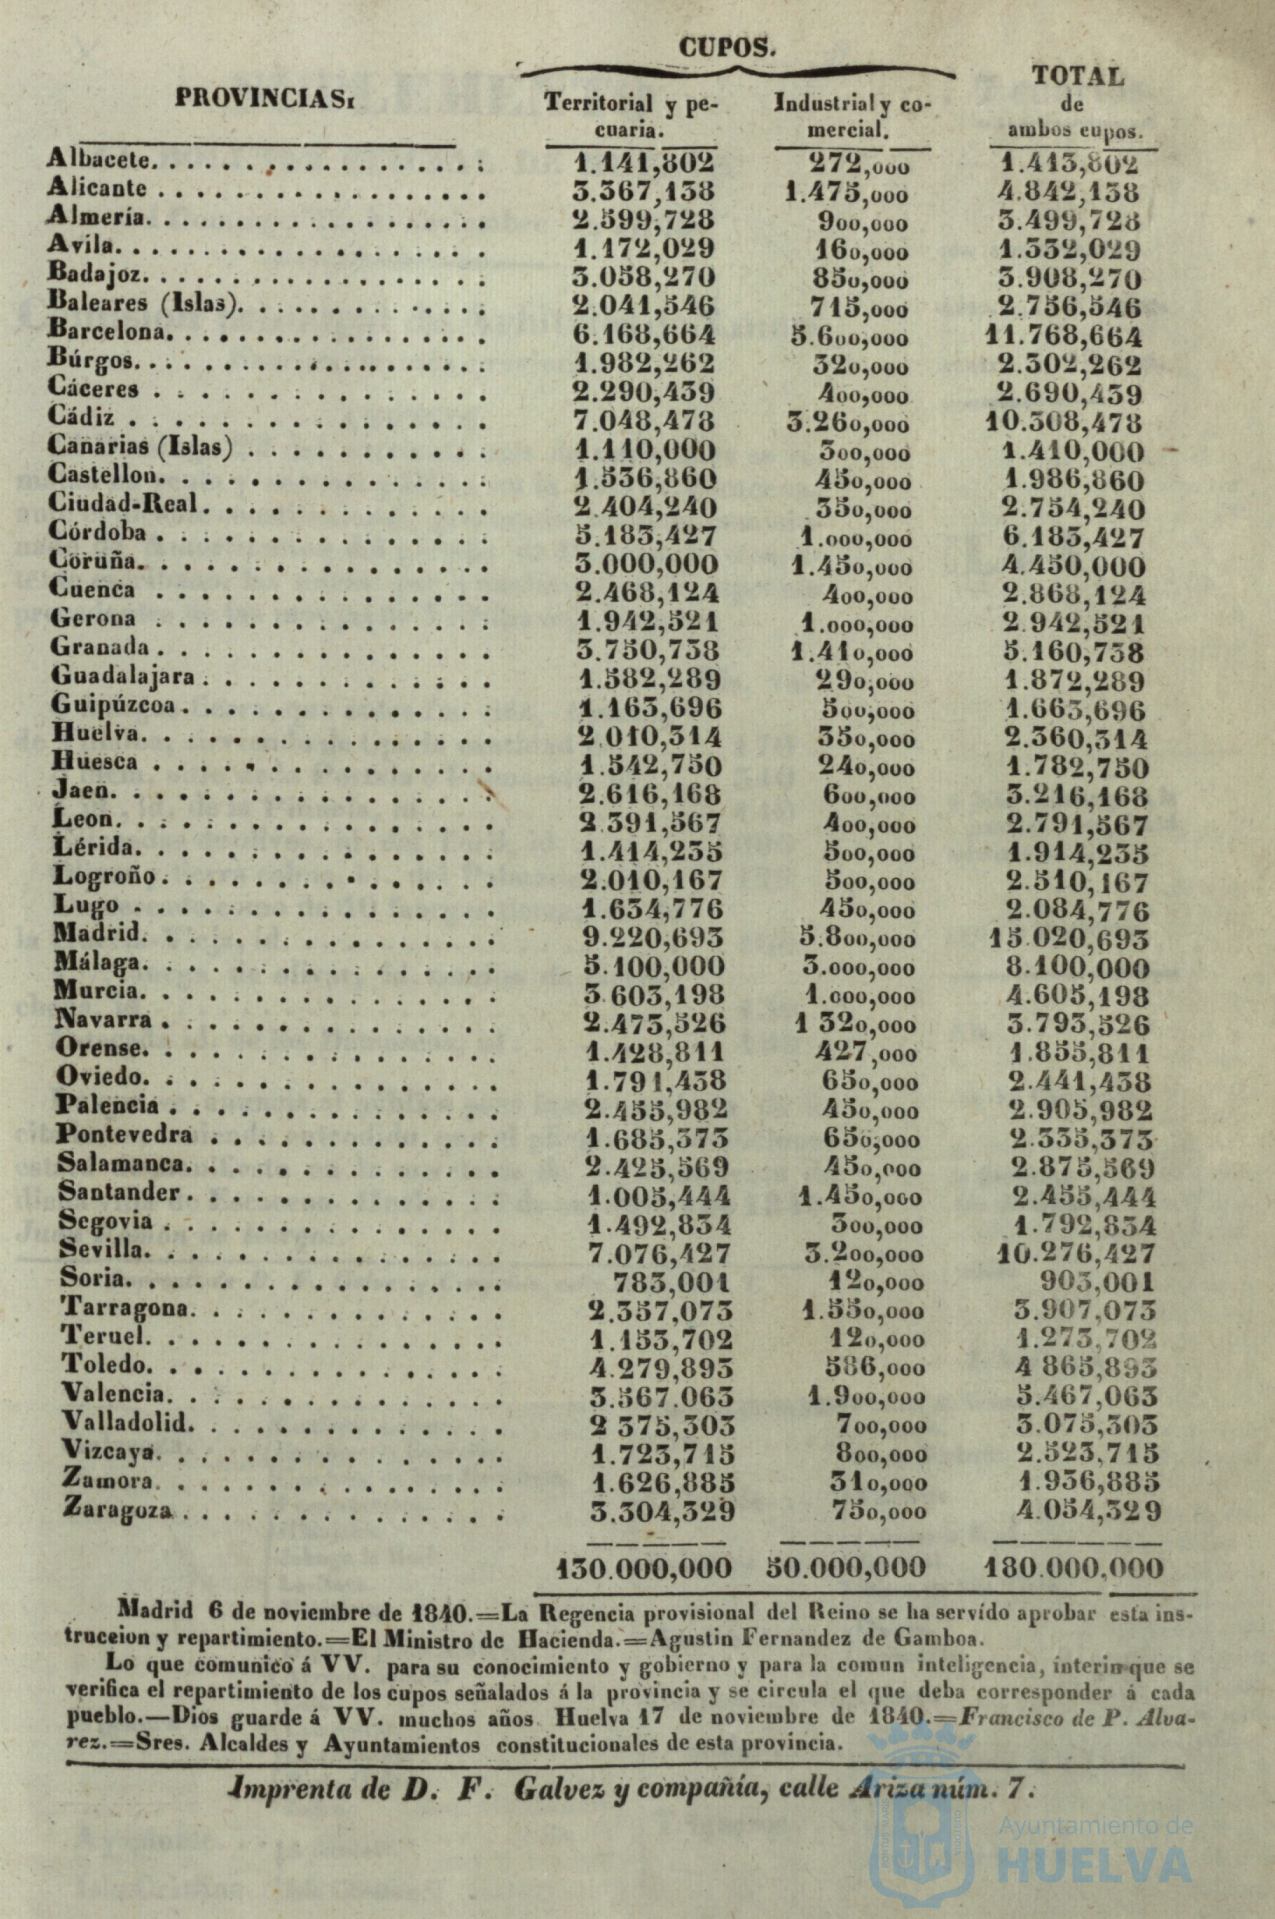 CUPOS.
PROVINCIAS:
Territorial y pecuaria.
Industrial y comercial.
TOTAL de ambos cupos.
Albacete. 1.141,802 272,000 1.413,802
Alicante 3.367,138 1.475,000 4.842,138
Almería. 2.599,728 900,000 3.499,728
Avila. 1.172,029 160,000 1.332,029
Badajoz. 3.058,270 850,000 3.908,270
Baleares (Islas). 2.041,546 715,000 2.756,546
Barcelona. 6.168,664 5.600,000 11.768,664
Búrgos. 1.982,262 320,000 2.302,262
Cáceres 2.290,439 400,000 2.690,439
Cádiz 7.048,478 3.260,000 10.308,478
Canarias (Islas) 1.110,000 300,000 1.410,000
Castellon. 1.536,860 450,000 1.986,860
Ciudad-Real. 2.404,240 350,000 2.754,240
Córdoba 5.183,427 1.000,000 6.183,427
Coruña. 3.000,000 1.450,000 4.450,000
Cuenca 2.468,124 400,000 2.868,124
Gerona 1.942,521 1.000,000 2.942,521
Granada 3.750,738 1.410,000 5.160,738
Guadalajara 1.582,289 290,000 1.872,289
Guipúzcoa 1.163,696 500,000 1.663,696
Huelva. 2.010,314 350,000 2.360,314
Huesca 1.542,750 240,000 1.782,750
Jaen. 2.616,168 600,000 3.216,168
Leon. 2.391,567 400,000 2.791,567
Lérida. 1.414,235 500,000 1.914,235
Logroño 2.010,167 500,000 2.510,167
Lugo 1.634,776 450,000 2.084,776
Madrid. 9.220,693 5.800,000 15.020,693
Málaga. 5.100,000 3.000,000 8.100,000
Murcia. 3.603,198 1.000,000 4.603,198
Navarra 2.473,526 1 320,000 3.793,526
Orense. 1.428,811 427,000 1.855,811
Oviedo. 1.791,438 650,000 2.441,438
Palencia 2.455,982 450,000 2.905,982
Pontevedra 1.685,373 650,000 2.335,373
Salamanca. 2.425,569 450,000 2.875,569
Santander 1.005,444 1.450,000 2.455,444
Segovia 1.492,834 300,000 1.792,834
Sevilla. 7.076,427 3.200,000 10.276,427
Soria. 783,001 120,000 903,001
Tarragona. 2.357,073 1.550,000 3.907,073
Teruel. 1.153,702 120,000 1.273,702
Toledo. 4.279,893 586,000 4 865,893
Valencia. 3.567.063 1.900,000 5.467,063
Valladolid. 2 375,303 700,000 3.075,303
Vizcaya. 1.723,715 800,000 2.523,715
Zamora. 1.626,885 310,000 1.936,885
Zaragoza 3.304,329 750,000 4.054,329
130.000,000 50.000,000 180.000,000
Madrid 6 de noviembre de 1840.=La Regencia provisional del Reino se ha servído aprobar esta ins-
truccion y repartimiento.=El Ministro de Hacienda.=Agustin Fernandez de Gamboa.
Lo que comunico á VV. para su conocimiento y gobierno y para la comun inteligencia, interin que se
verifica el repartimiento de los cupos señalados á la provincia y se circula el que deba corresponder á cada
pueblo.—Dios guarde á VV. muchos años Huelva 17 de noviembre de 1840.=Francisco de P. Alva-
rez.=Sres. Alcaldes y Ayuntamientos constitucionales de esta provincia.
Imprenta de D. F. Galvez y compañía, calle Ariza núm. 7.
Ayuntamiento de
HUELVA